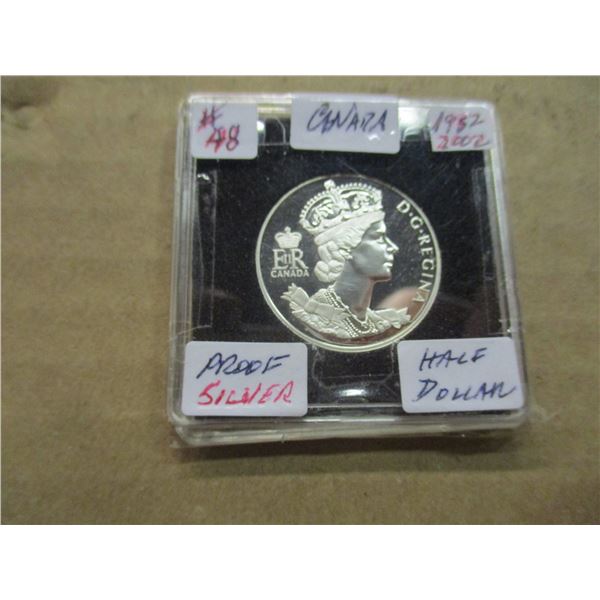 # 48
CANADA
1952
2002
D·G·REGINA
EIIR
CANADA
PROOF
SILVER
HALF
DOLLAR